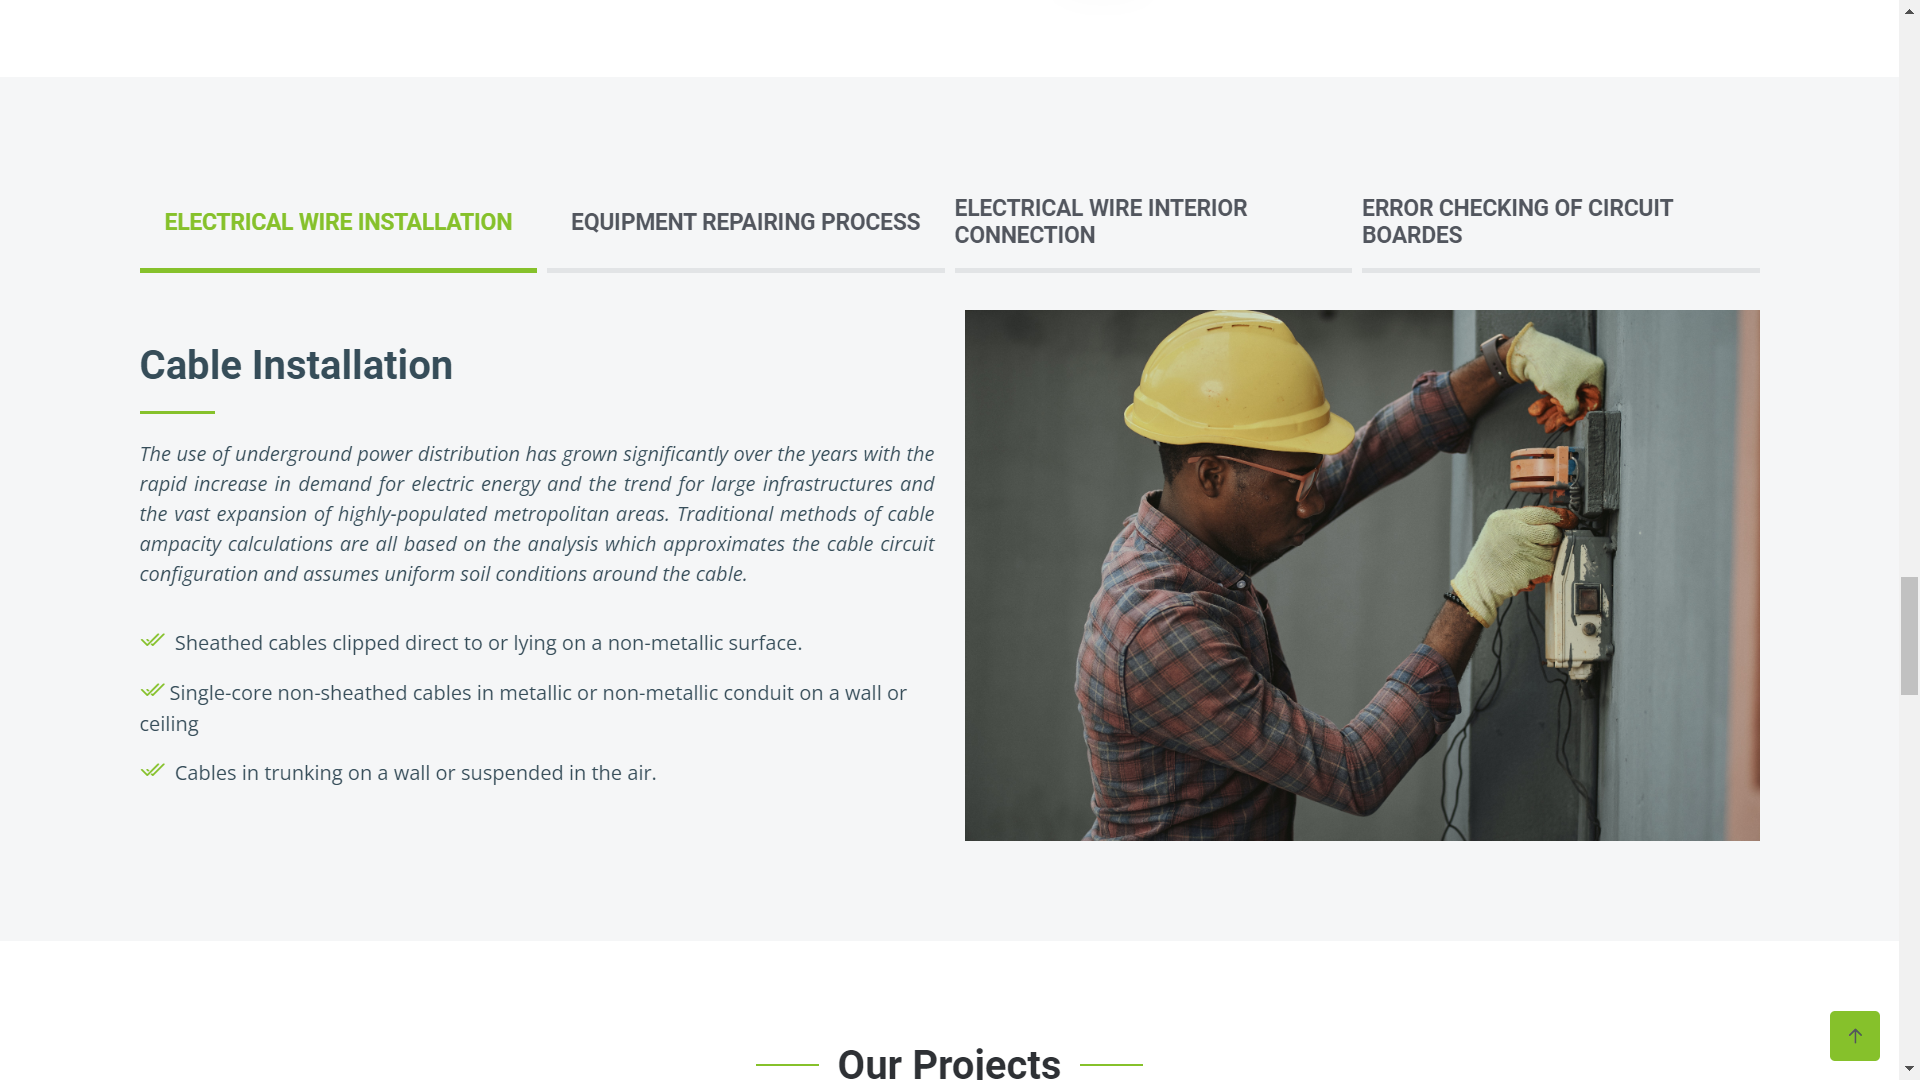 ELECTRICAL WIRE INSTALLATION
EQUIPMENT REPAIRING PROCESS
ELECTRICAL WIRE INTERIOR
CONNECTION
ERROR CHECKING OF CIRCUIT
BOARDES
Cable Installation
The use of underground power distribution has grown significantly over the years with the
rapid increase in demand for electric energy and the trend for large infrastructures and
the vast expansion of highly-populated metropolitan areas. Traditional methods of cable
ampacity calculations are all based on the analysis which approximates the cable circuit
configuration and assumes uniform soil conditions around the cable.
Sheathed cables clipped direct to or lying on a non-metallic surface.
Single-core non-sheathed cables in metallic or non-metallic conduit on a wall or
ceiling
Cables in trunking on a wall or suspended in the air.
Our Projects